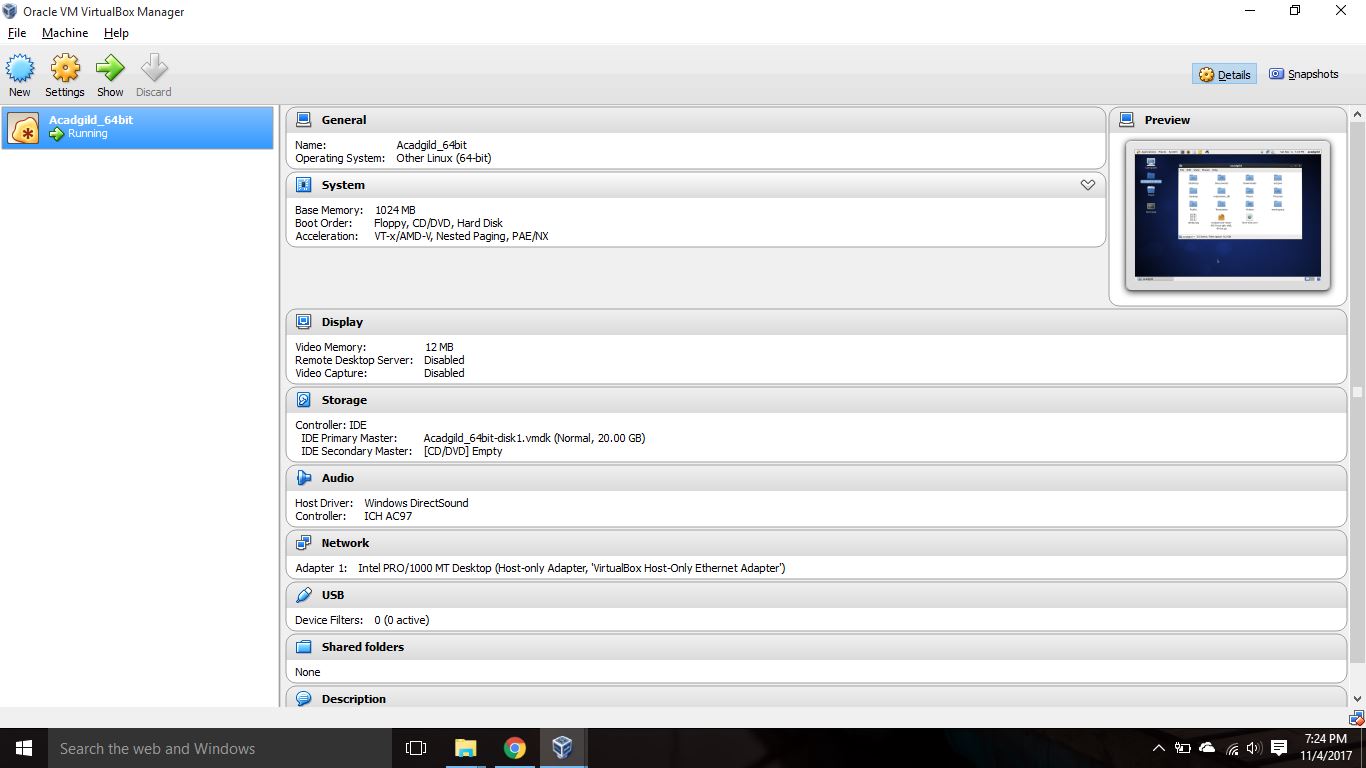 Oracle VM VirtualBox Manager
File Machine Help
New Settings Show Discard
Details Snapshots
Acadgild_64bit
Running
General
Name: Acadgild_64bit
Operating System: Other Linux (64-bit)
System
Base Memory: 1024 MB
Boot Order: Floppy, CD/DVD, Hard Disk
Acceleration: VT-x/AMD-V, Nested Paging, PAE/NX
Preview
Display
Video Memory: 12 MB
Remote Desktop Server: Disabled
Video Capture: Disabled
Storage
Controller: IDE
IDE Primary Master: Acadgild_64bit-disk1.vmdk (Normal, 20.00 GB)
IDE Secondary Master: [CD/DVD] Empty
Audio
Host Driver: Windows DirectSound
Controller: ICH AC97
Network
Adapter 1: Intel PRO/1000 MT Desktop (Host-only Adapter, 'VirtualBox Host-Only Ethernet Adapter')
USB
Device Filters: 0 (0 active)
Shared folders
None
Description
Search the web and Windows
7:24 PM
11/4/2017